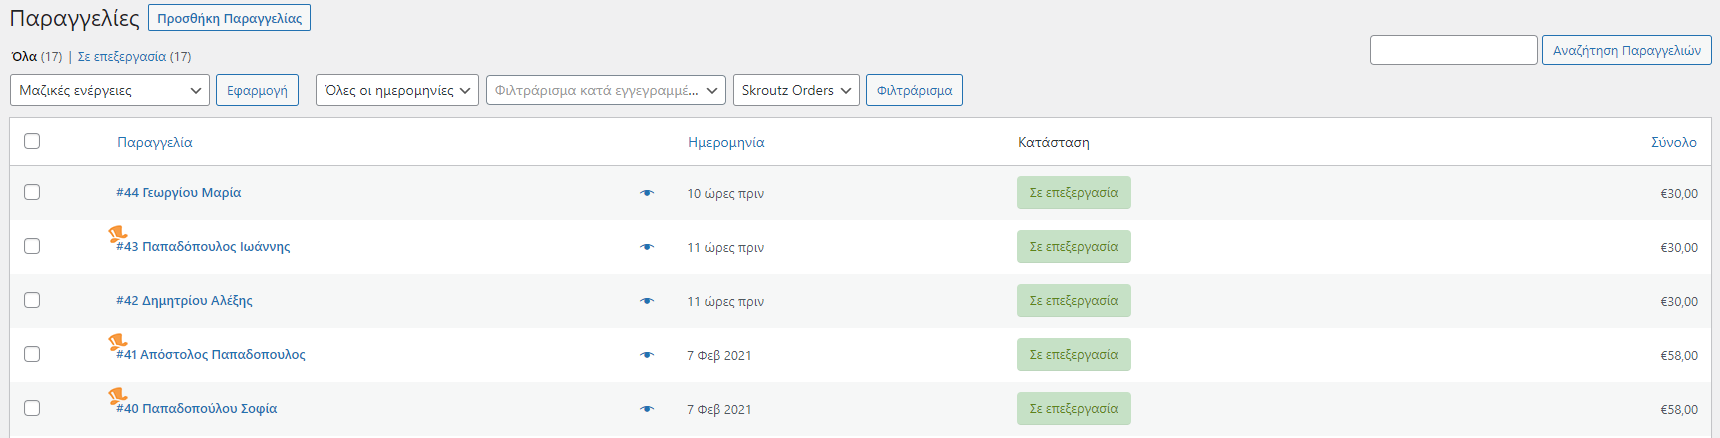 Παραγγελίες Προσθήκη Παραγγελίας
Όλα (17) | Σε επεξεργασία (17)
Αναζήτηση Παραγγελιών
Μαζικές ενέργειες Εφαρμογή Όλες οι ημερομηνίες Φιλτράρισμα κατά εγγεγραμμέ... Skroutz Orders Φιλτράρισμα
Παραγγελία Ημερομηνία Κατάσταση Σύνολο
#44 Γεωργίου Μαρία 10 ώρες πριν Σε επεξεργασία €30,00
#43 Παπαδόπουλος Ιωάννης 11 ώρες πριν Σε επεξεργασία €30,00
#42 Δημητρίου Αλέξης 11 ώρες πριν Σε επεξεργασία €30,00
#41 Απόστολος Παπαδοπουλος 7 Φεβ 2021 Σε επεξεργασία €58,00
#40 Παπαδοπούλου Σοφία 7 Φεβ 2021 Σε επεξεργασία €58,00